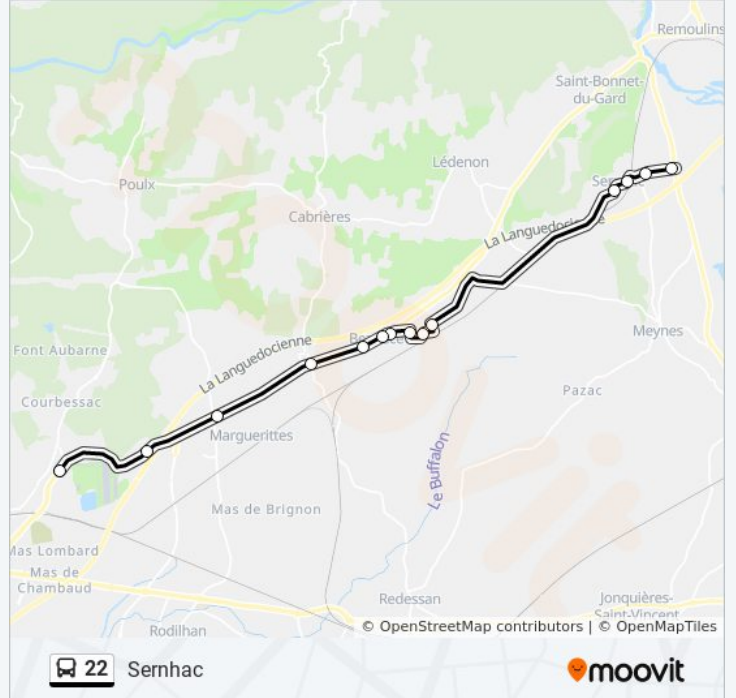 Remoulins
Saint-Bonnet-
du-Gard
Lédenon
Poulx
Cabrières
La Languedocienne
Meynes
Font Aubarne
La Languedocienne
Pazac
Courbessac
Marguerittes
Le Buffalon
Mas de Brignon
Mas Lombard
Mas de
Chambaud
Redessan
Jonquières-
Saint-Vincent
Rodilhan
© OpenStreetMap contributors | © OpenMapTiles
22 Sernhac
moovit